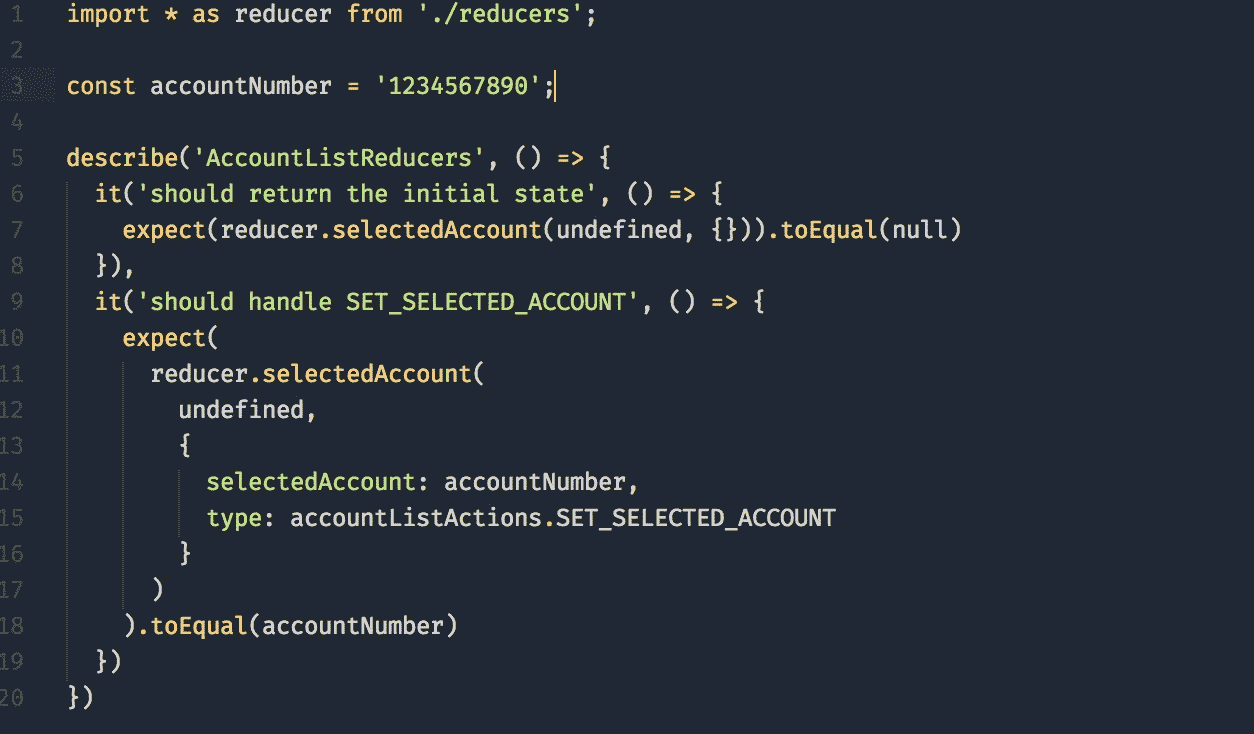 1 import * as reducer from './reducers';
2
3 const accountNumber = '1234567890';
4
5 describe('AccountListReducers', () => {
6   it('should return the initial state', () => {
7     expect(reducer.selectedAccount(undefined, {})).toEqual(null)
8   }),
9   it('should handle SET_SELECTED_ACCOUNT', () => {
10     expect(
11       reducer.selectedAccount(
12         undefined,
13         {
14           selectedAccount: accountNumber,
15           type: accountListActions.SET_SELECTED_ACCOUNT
16         }
17       )
18     ).toEqual(accountNumber)
19   })
20 })